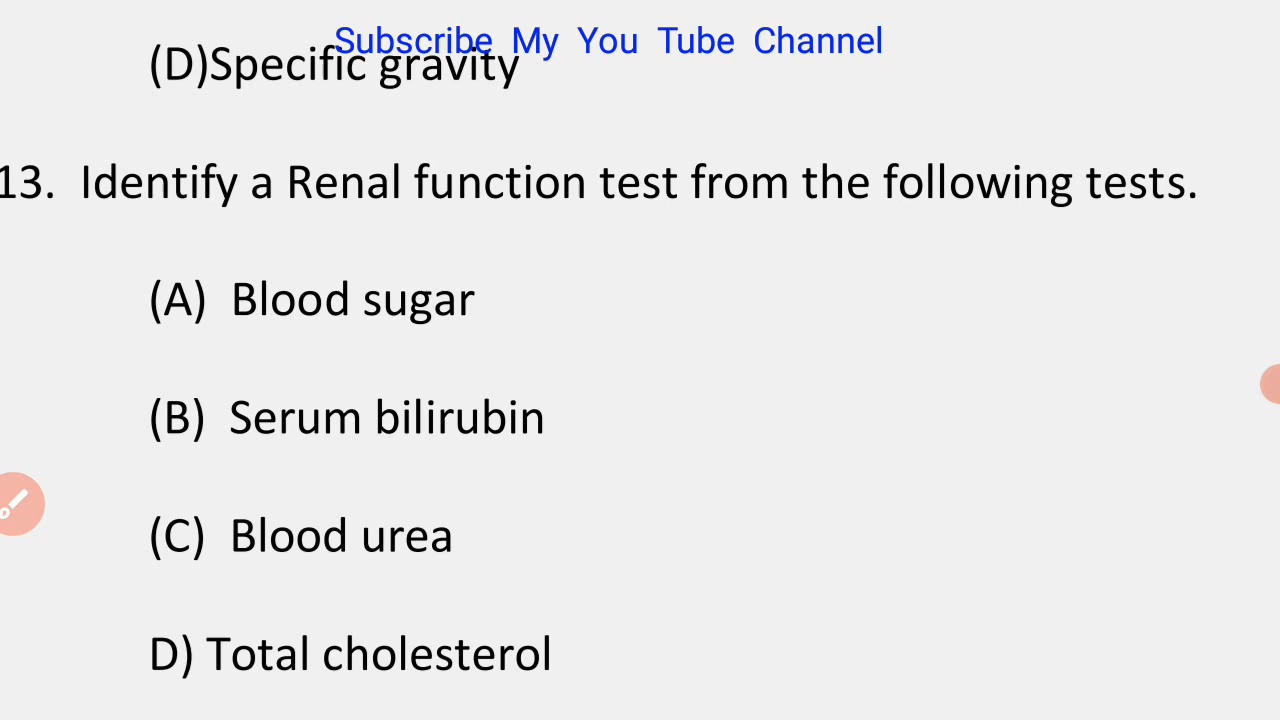 Subscribe My You Tube Channel
(D)Specific gravity
13. Identify a Renal function test from the following tests.
(A) Blood sugar
(B) Serum bilirubin
(C) Blood urea
D) Total cholesterol